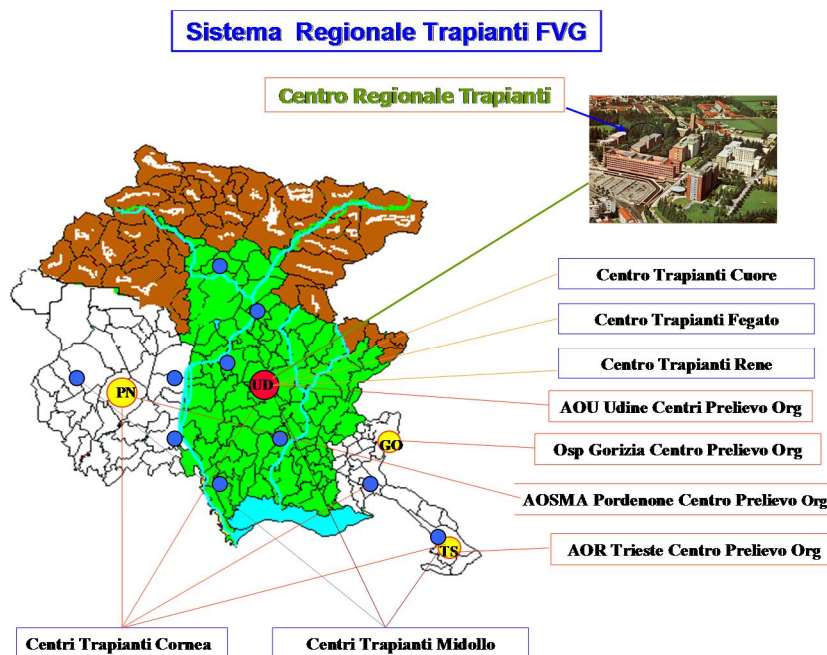 Sistema Regionale Trapianti FVG
Centro Regionale Trapianti
Centro Trapianti Cuore
Centro Trapianti Fegato
Centro Trapianti Rene
PN
UD
AOU Udine Centri Prelievo Org
GO
Osp Gorizia Centro Prelievo Org
AOSMA Pordenone Centro Prelievo Org
TS
AOR Trieste Centro Prelievo Org
Centri Trapianti Cornea
Centri Trapianti Midollo